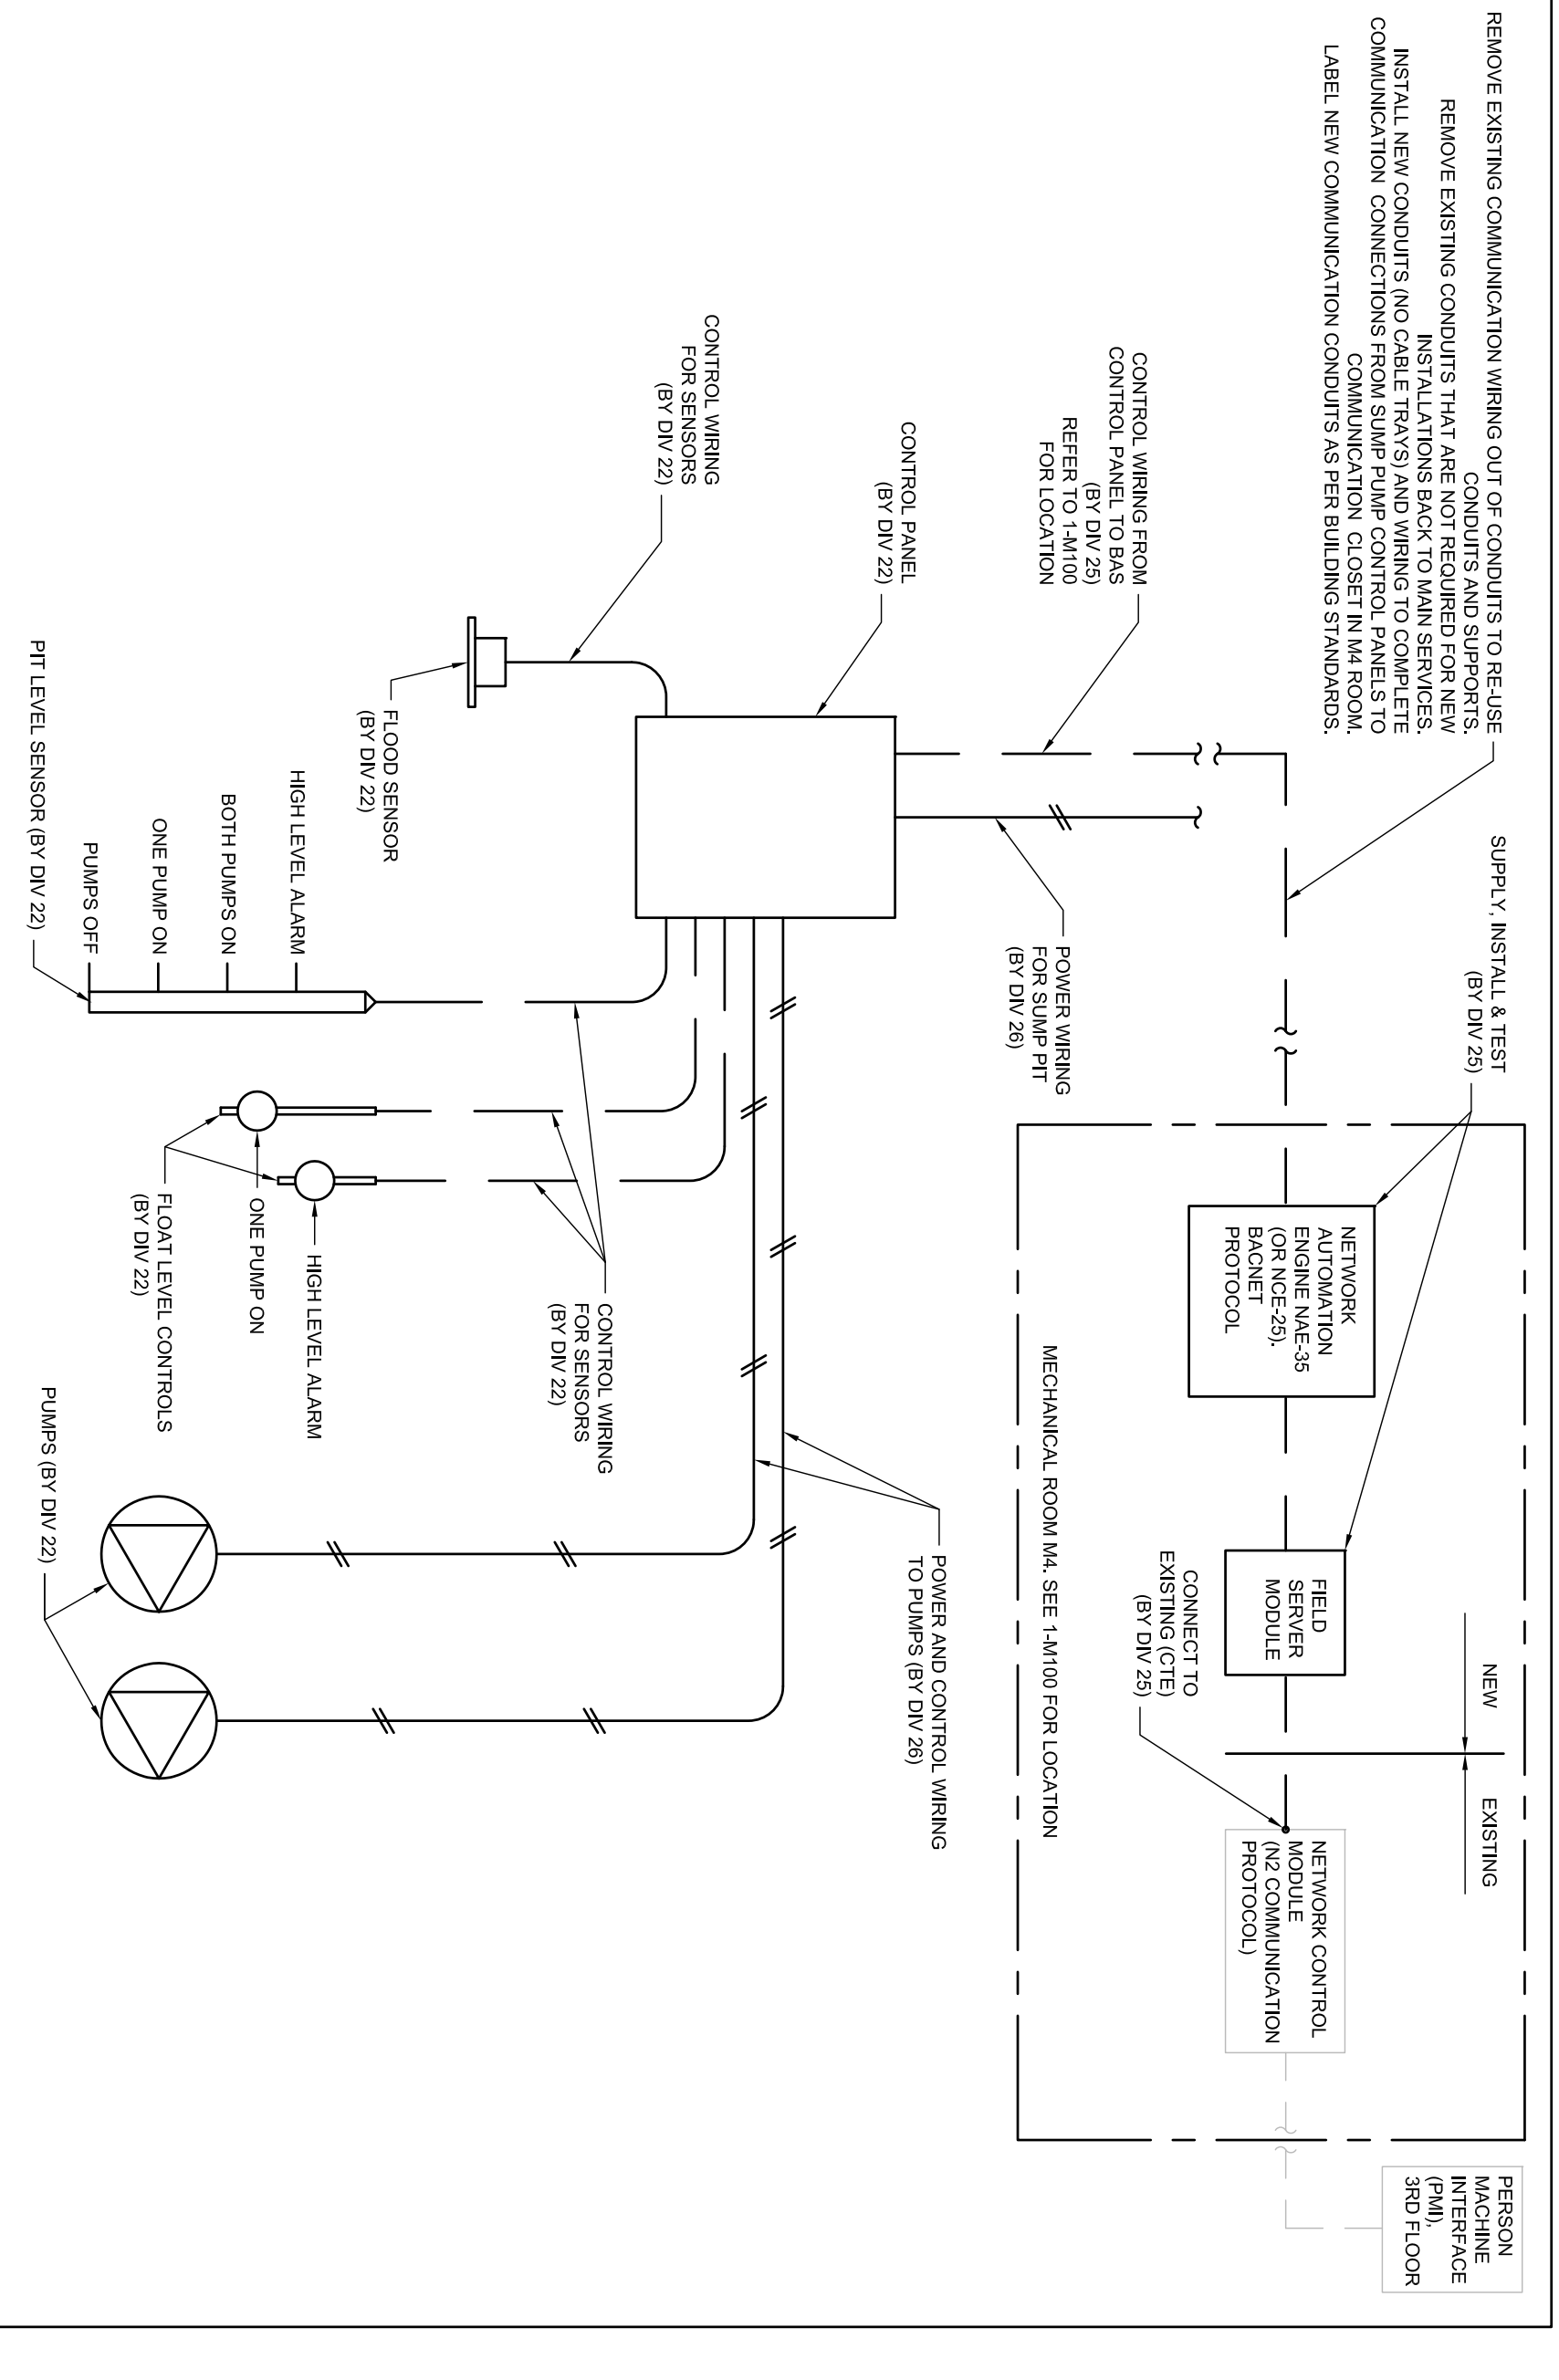 REMOVE EXISTING COMMUNICATION WIRING OUT OF CONDUITS TO RE-USE
CONDUITS AND SUPPORTS.
REMOVE EXISTING CONDUITS THAT ARE NOT REQUIRED FOR NEW
INSTALLATIONS BACK TO MAIN SERVICES.
INSTALL NEW CONDUITS (NO CABLE TRAYS) AND WIRING TO COMPLETE
COMMUNICATION CONNECTIONS FROM SUMP PUMP CONTROL PANELS TO
COMMUNICATION CLOSET IN M4 ROOM.
LABEL NEW COMMUNICATION CONDUITS AS PER BUILDING STANDARDS.
SUPPLY, INSTALL & TEST
(BY DIV 25)
NEW
EXISTING
PERSON
MACHINE
INTERFACE
(PMI),
3RD FLOOR
NETWORK
AUTOMATION
ENGINE NAE-35
(OR NCE-25).
BACNET
PROTOCOL
FIELD
SERVER
MODULE
NETWORK CONTROL
MODULE
(N2 COMMUNICATION
PROTOCOL)
CONNECT TO
EXISTING (CTE)
(BY DIV 25)
MECHANICAL ROOM M4. SEE 1-M100 FOR LOCATION
CONTROL WIRING FROM
CONTROL PANEL TO BAS
(BY DIV 25)
REFER TO 1-M100
FOR LOCATION
POWER WIRING
FOR SUMP PIT
(BY DIV 26)
CONTROL PANEL
(BY DIV 22)
POWER AND CONTROL WIRING
TO PUMPS (BY DIV 26)
CONTROL WIRING
FOR SENSORS
(BY DIV 22)
CONTROL WIRING
FOR SENSORS
(BY DIV 22)
FLOOD SENSOR
(BY DIV 22)
HIGH LEVEL ALARM
BOTH PUMPS ON
ONE PUMP ON
PUMPS OFF
PIT LEVEL SENSOR (BY DIV 22)
HIGH LEVEL ALARM
ONE PUMP ON
FLOAT LEVEL CONTROLS
(BY DIV 22)
PUMPS (BY DIV 22)